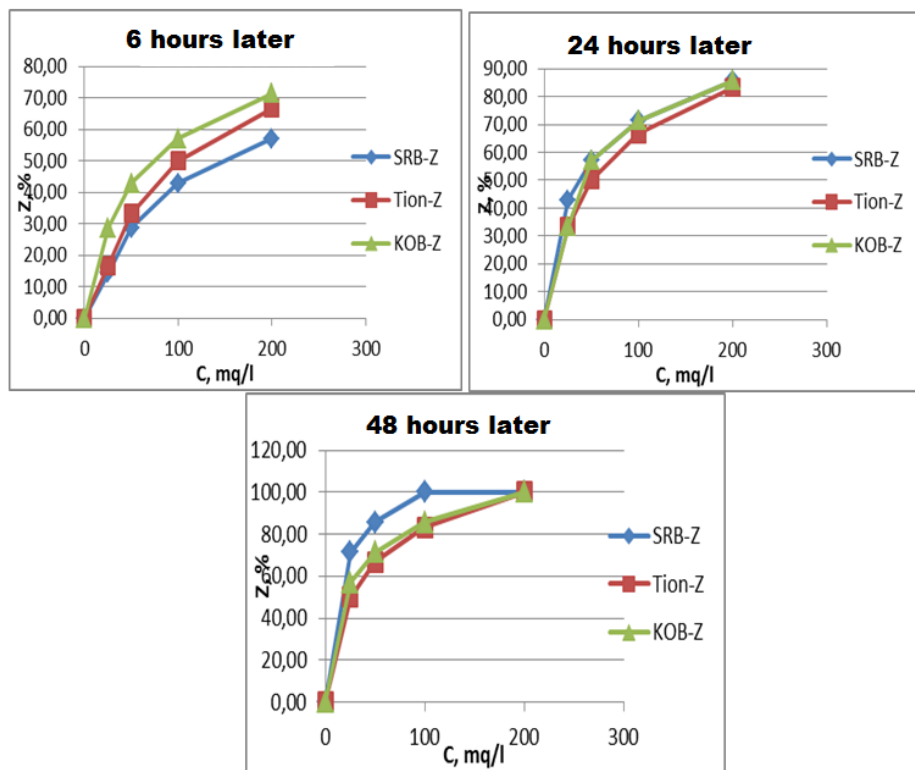 6 hours later
80,00
70,00
60,00
50,00
40,00
30,00
20,00
10,00
0,00
z,%
0 100 200 300
C, mq/l
SRB-Z
Tion-Z
KOB-Z
24 hours later
90,00
80,00
70,00
60,00
50,00
40,00
30,00
20,00
10,00
0,00
z,%
0 100 200 300
C, mq/l
SRB-Z
Tion-Z
KOB-Z
48 hours later
120,00
100,00
80,00
60,00
40,00
20,00
0,00
z,%
0 100 200 300
C, mq/l
SRB-Z
Tion-Z
KOB-Z